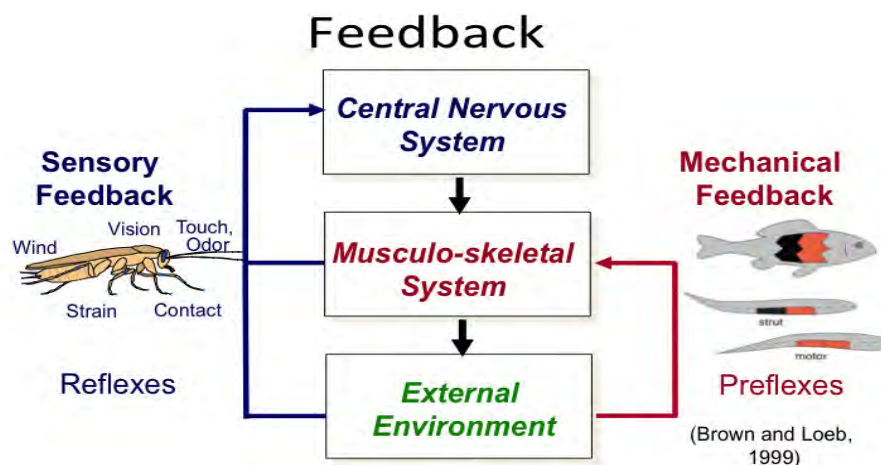 Feedback
Central Nervous
System
Sensory
Feedback
Vision
Touch,
Odor
Wind
Strain
Contact
Reflexes
Musculo-skeletal
System
External
Environment
Mechanical
Feedback
strut
motor
Preflexes
(Brown and Loeb,
1999)